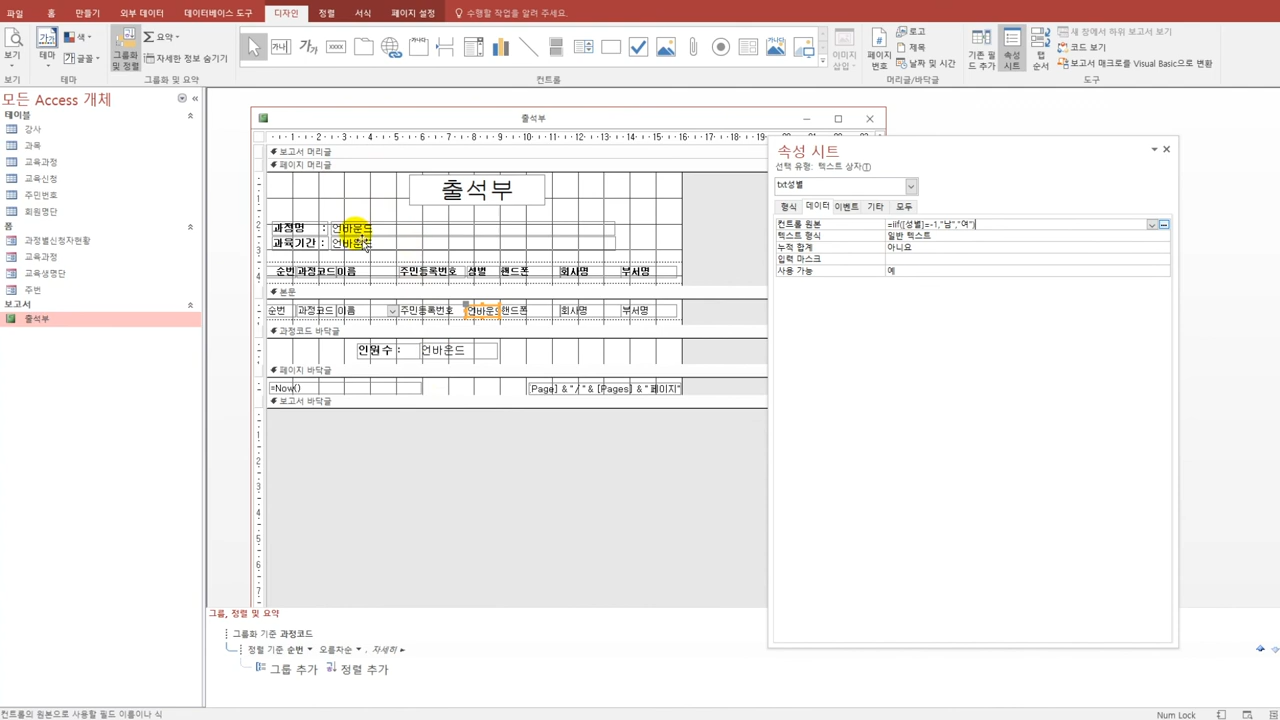 파일 홈 만들기 외부 데이터 데이터베이스 도구 디자인 정렬 서식 페이지 설정 수행할 작업을 알려 주세요.
보기 테마 색 글꼴 그룹화 및 정렬 요약 자세한 정보 숨기기 이미지 삽입 페이지 번호 로고 제목 날짜 및 시간 기존 필드 추가 속성 시트 탭 순서 새 창에서 하위 보고서 보기 코드 보기 보고서 매크로를 Visual Basic으로 변환
보기 테마 그룹화 및 요약 컨트롤 머리글/바닥글 도구
모든 Access 개체
테이블
강사
과목
교육과정
교육신청
주민번호
회원명단
폼
과정별신청자현황
교육과정
교육생명단
주번
보고서
출석부
출석부
1 2 3 4 5 6 7 8 9 10 11 12 13 14 15 16
보고서 머리글
페이지 머리글
출석부
과정명 : 언바운드
과육기간 :
순번 과정코드 이름 주민등록번호 성별 핸드폰 회사명 부서명
본문
순번 과정코드 이름 주민등록번호 언바운드 핸드폰 회사명 부서명
과정코드 바닥글
인원수 : 언바운드
페이지 바닥글
=Now() [Page] & "/ "& [Pages] & "페이지"
보고서 바닥글
속성 시트
선택 유형: 텍스트 상자(T)
txt성별
형식 데이터 이벤트 기타 모두
컨트롤 원본 =iif([성별]=-1,"남","여")
텍스트 형식 일반 텍스트
누적 합계 아니요
입력 마스크
사용 가능 예
그룹, 정렬 및 요약
그룹화 기준 과정코드
정렬 기준 순번 오름차순 , 자세히
그룹 추가 정렬 추가
컨트롤의 원본으로 사용할 필드 이름이나 식
Num Lock